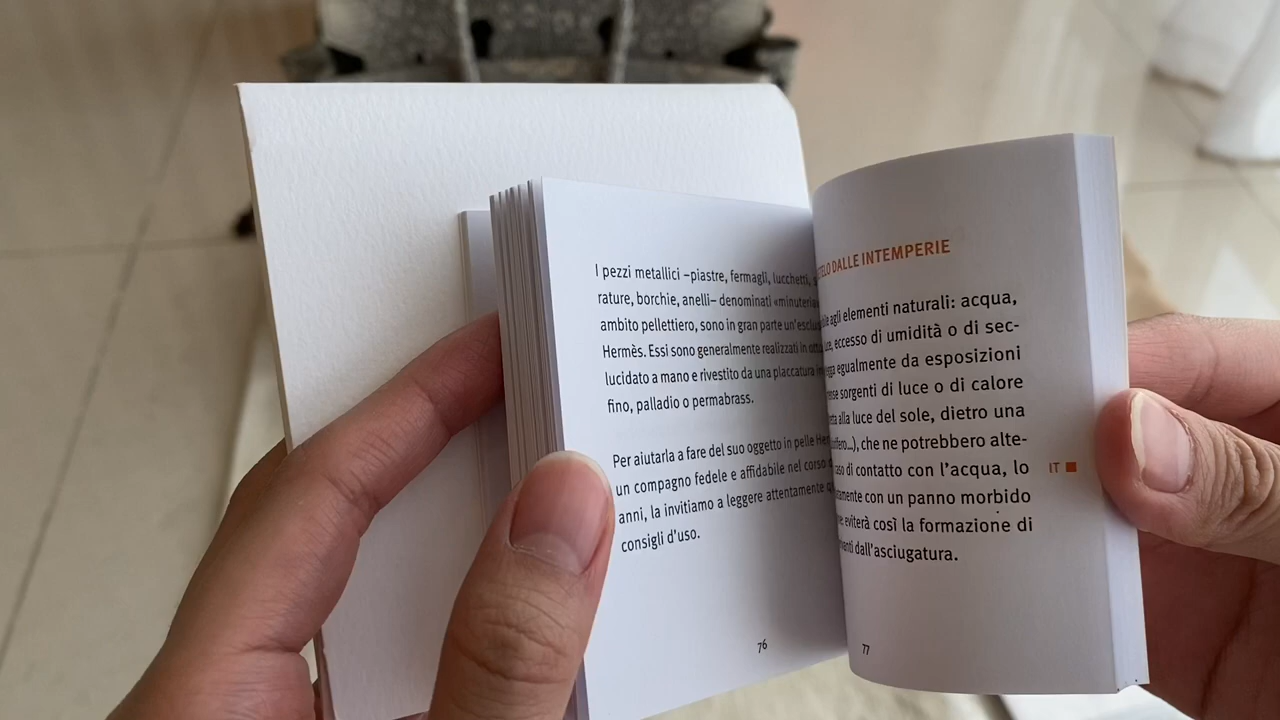 I pezzi metallici –piastre, fermagli, lucchetti,
rature, borchie, anelli– denominati «minuteria»
ambito pellettiero, sono in gran parte un'esclus
Hermès. Essi sono generalmente realizzati in
lucidato a mano e rivestito da una placcatura
fino, palladio o permabrass.
Per aiutarla a fare del suo oggetto in pelle Her
un compagno fedele e affidabile nel corso
anni, la invitiamo a leggere attentamente
consigli d'uso.
76
TELO DALLE INTEMPERIE
agli elementi naturali: acqua,
eccesso di umidità o di sec-
egualmente da esposizioni
sorgenti di luce o di calore
alla luce del sole, dietro una
che ne potrebbero alte-
caso di contatto con l'acqua, lo
con un panno morbido
eviterà così la formazione di
dall'asciugatura.
IT
77